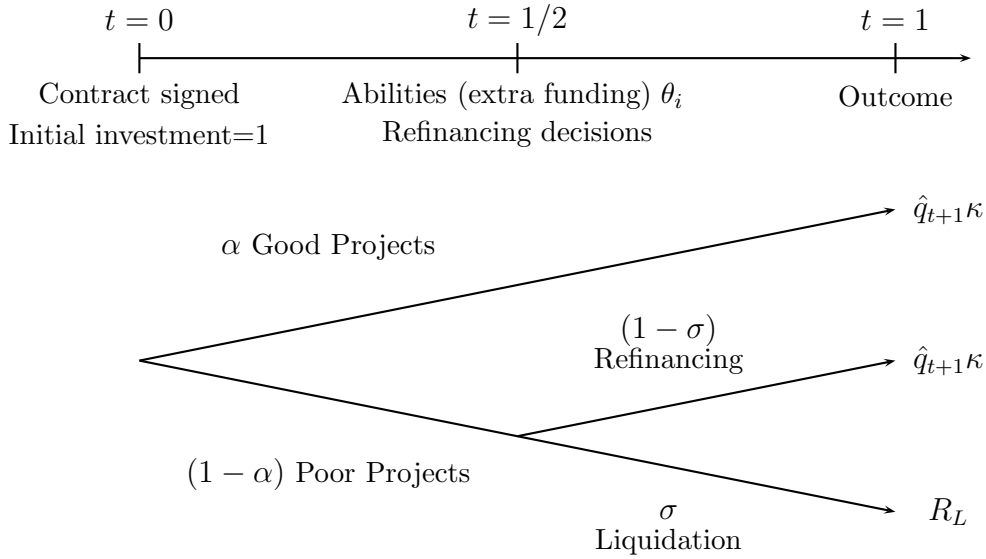 t = 0
t = 1/2
t = 1
Contract signed
Initial investment=1
Abilities (extra funding) θ_i
Refinancing decisions
Outcome
α Good Projects
q̂_{t+1}κ
(1 − σ)
Refinancing
q̂_{t+1}κ
(1 − α) Poor Projects
σ
Liquidation
R_L